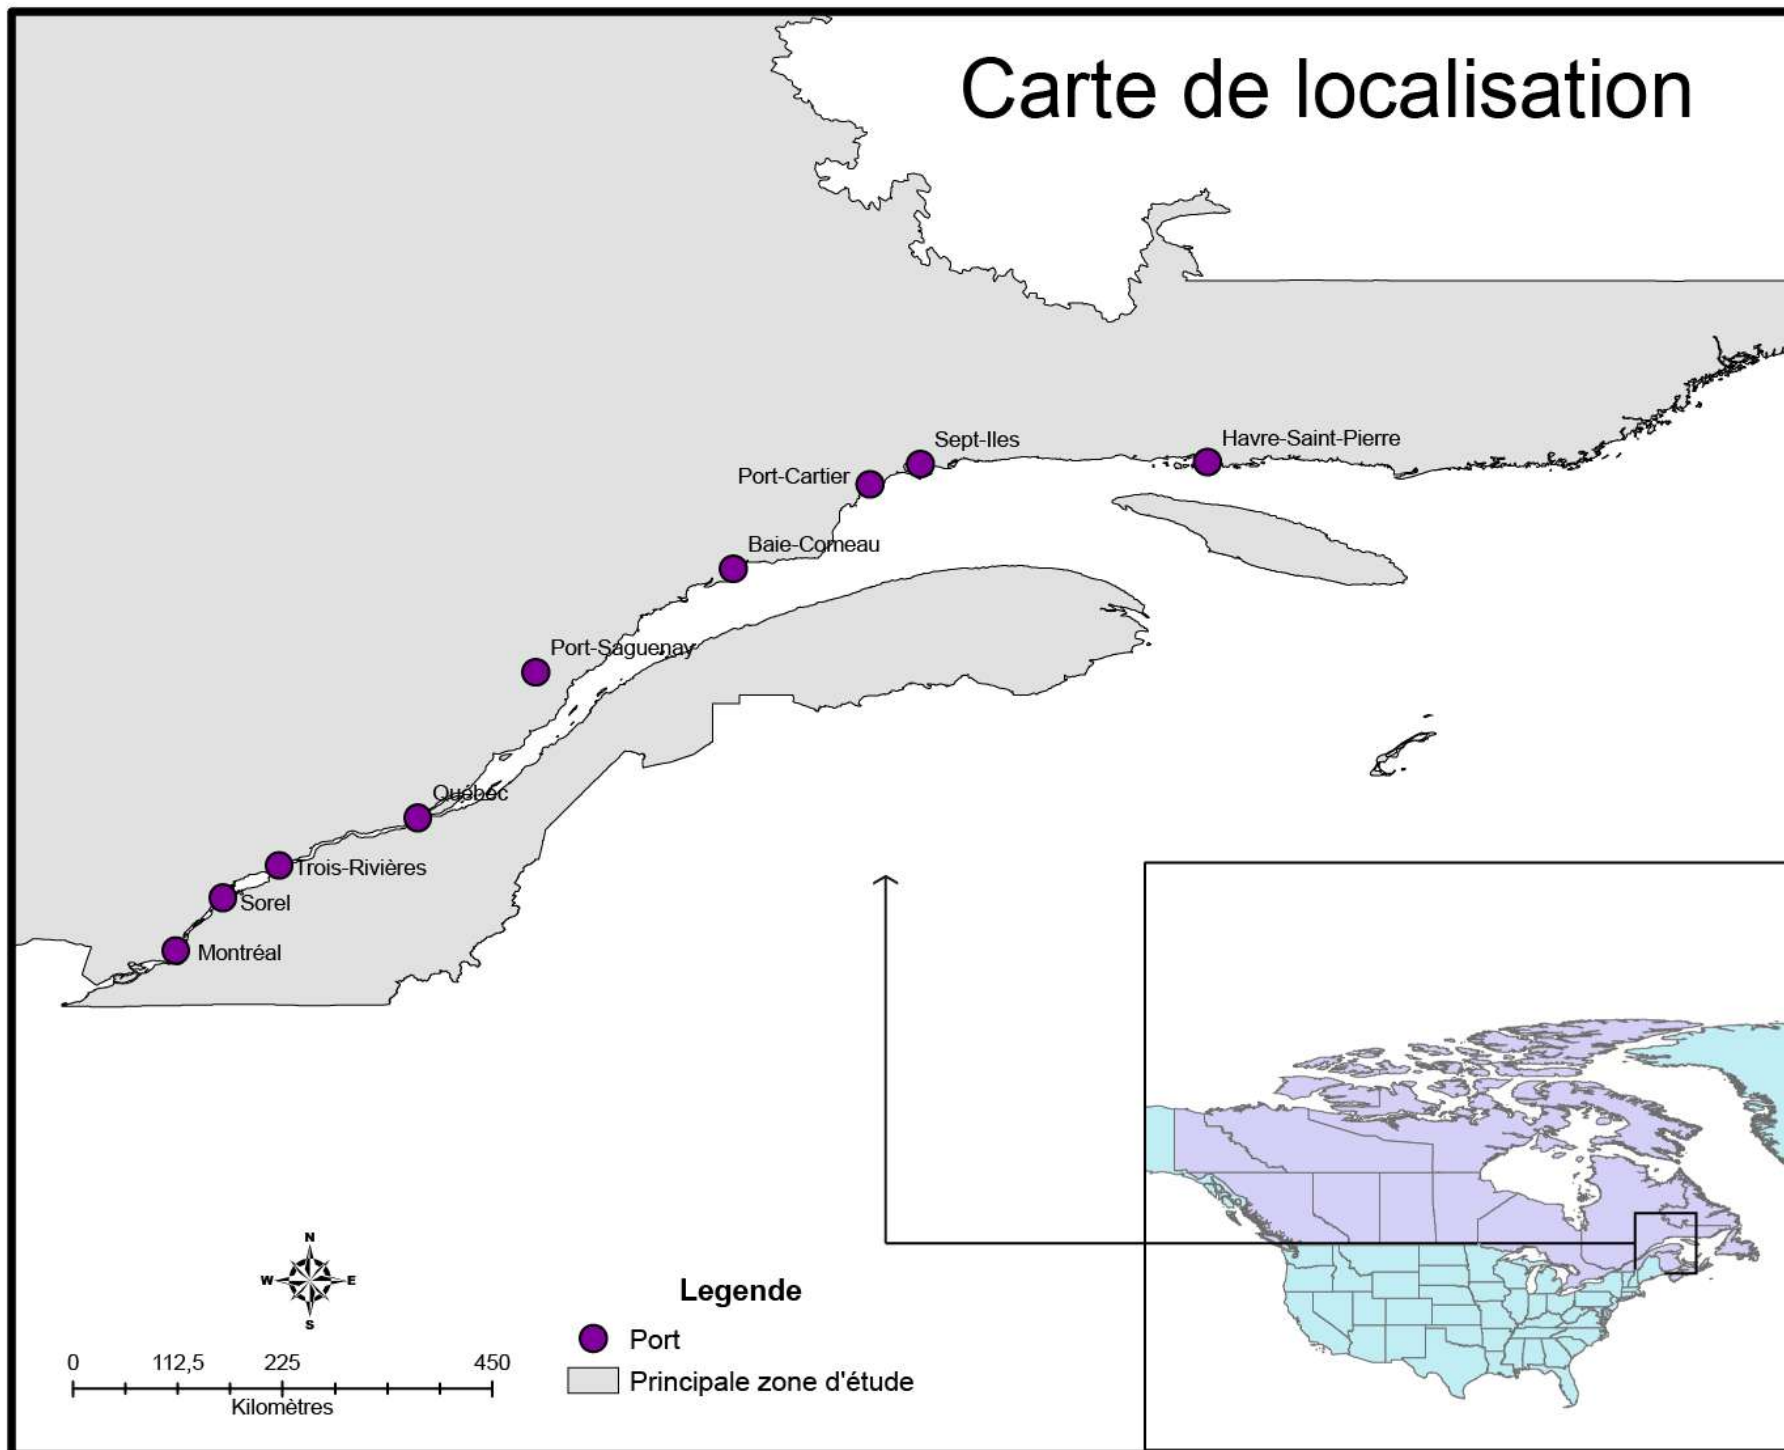 Carte de localisation
Sept-Iles
Havre-Saint-Pierre
Port-Cartier
Baie-Comeau
Port-Saguenay
Québec
Trois-Rivières
Sorel
Montréal
N
W E
S
Legende
Port
Principale zone d'étude
0 112,5 225 450
Kilomètres